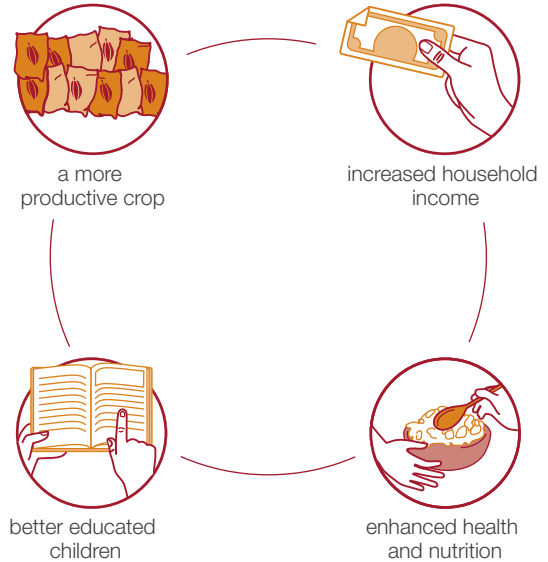 a more
productive crop
increased household
income
better educated
children
enhanced health
and nutrition